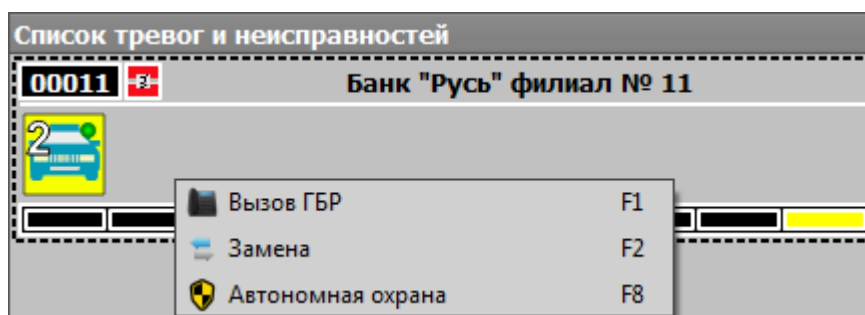 Список тревог и неисправностей
00011 Банк "Русь" филиал № 11
2
Вызов ГБР F1
Замена F2
Автономная охрана F8